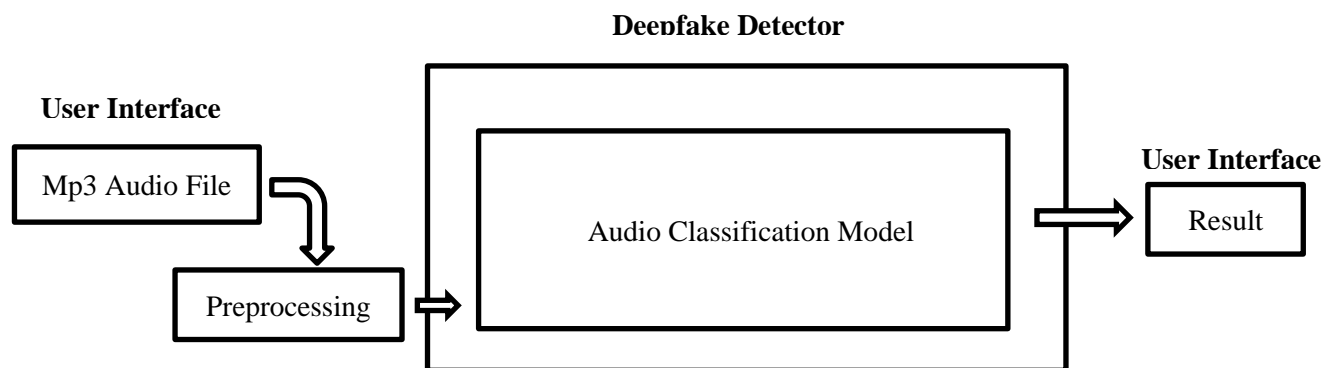 Deepfake Detector
User Interface
Mp3 Audio File
Preprocessing
Audio Classification Model
User Interface
Result